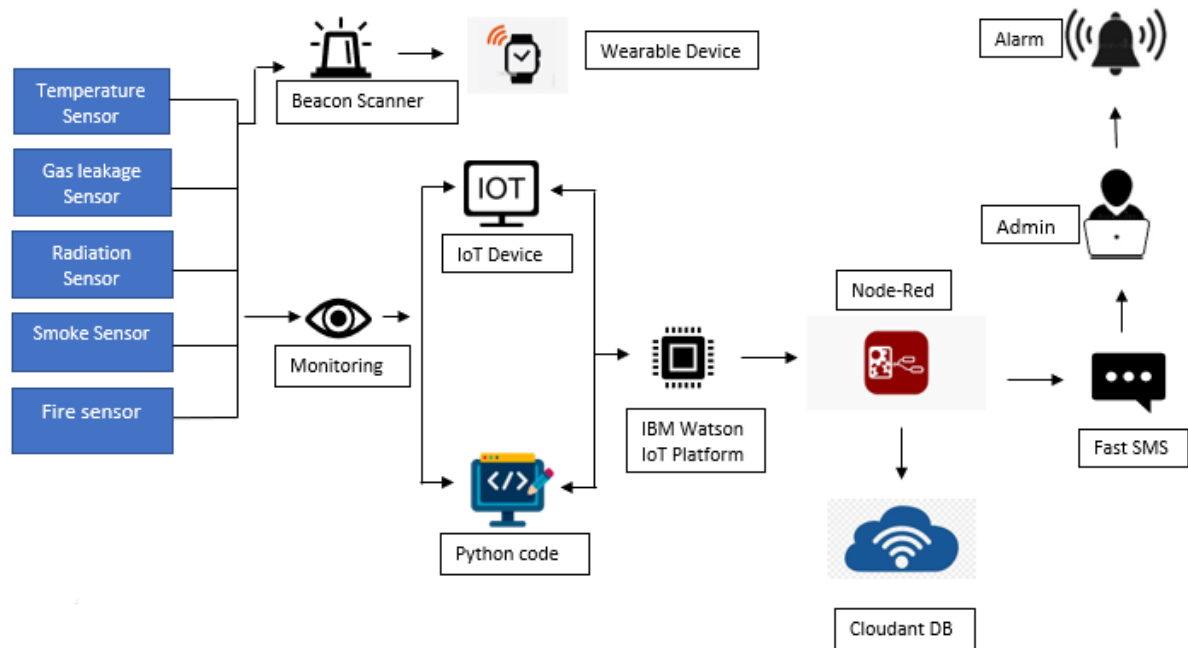 Alarm
Wearable Device
Temperature
Sensor
Beacon Scanner
Gas leakage
Sensor
IOT
Admin
Radiation
Sensor
IoT Device
Node-Red
Smoke Sensor
Monitoring
Fire sensor
IBM Watson
IoT Platform
Fast SMS
</>
Python code
Cloudant DB